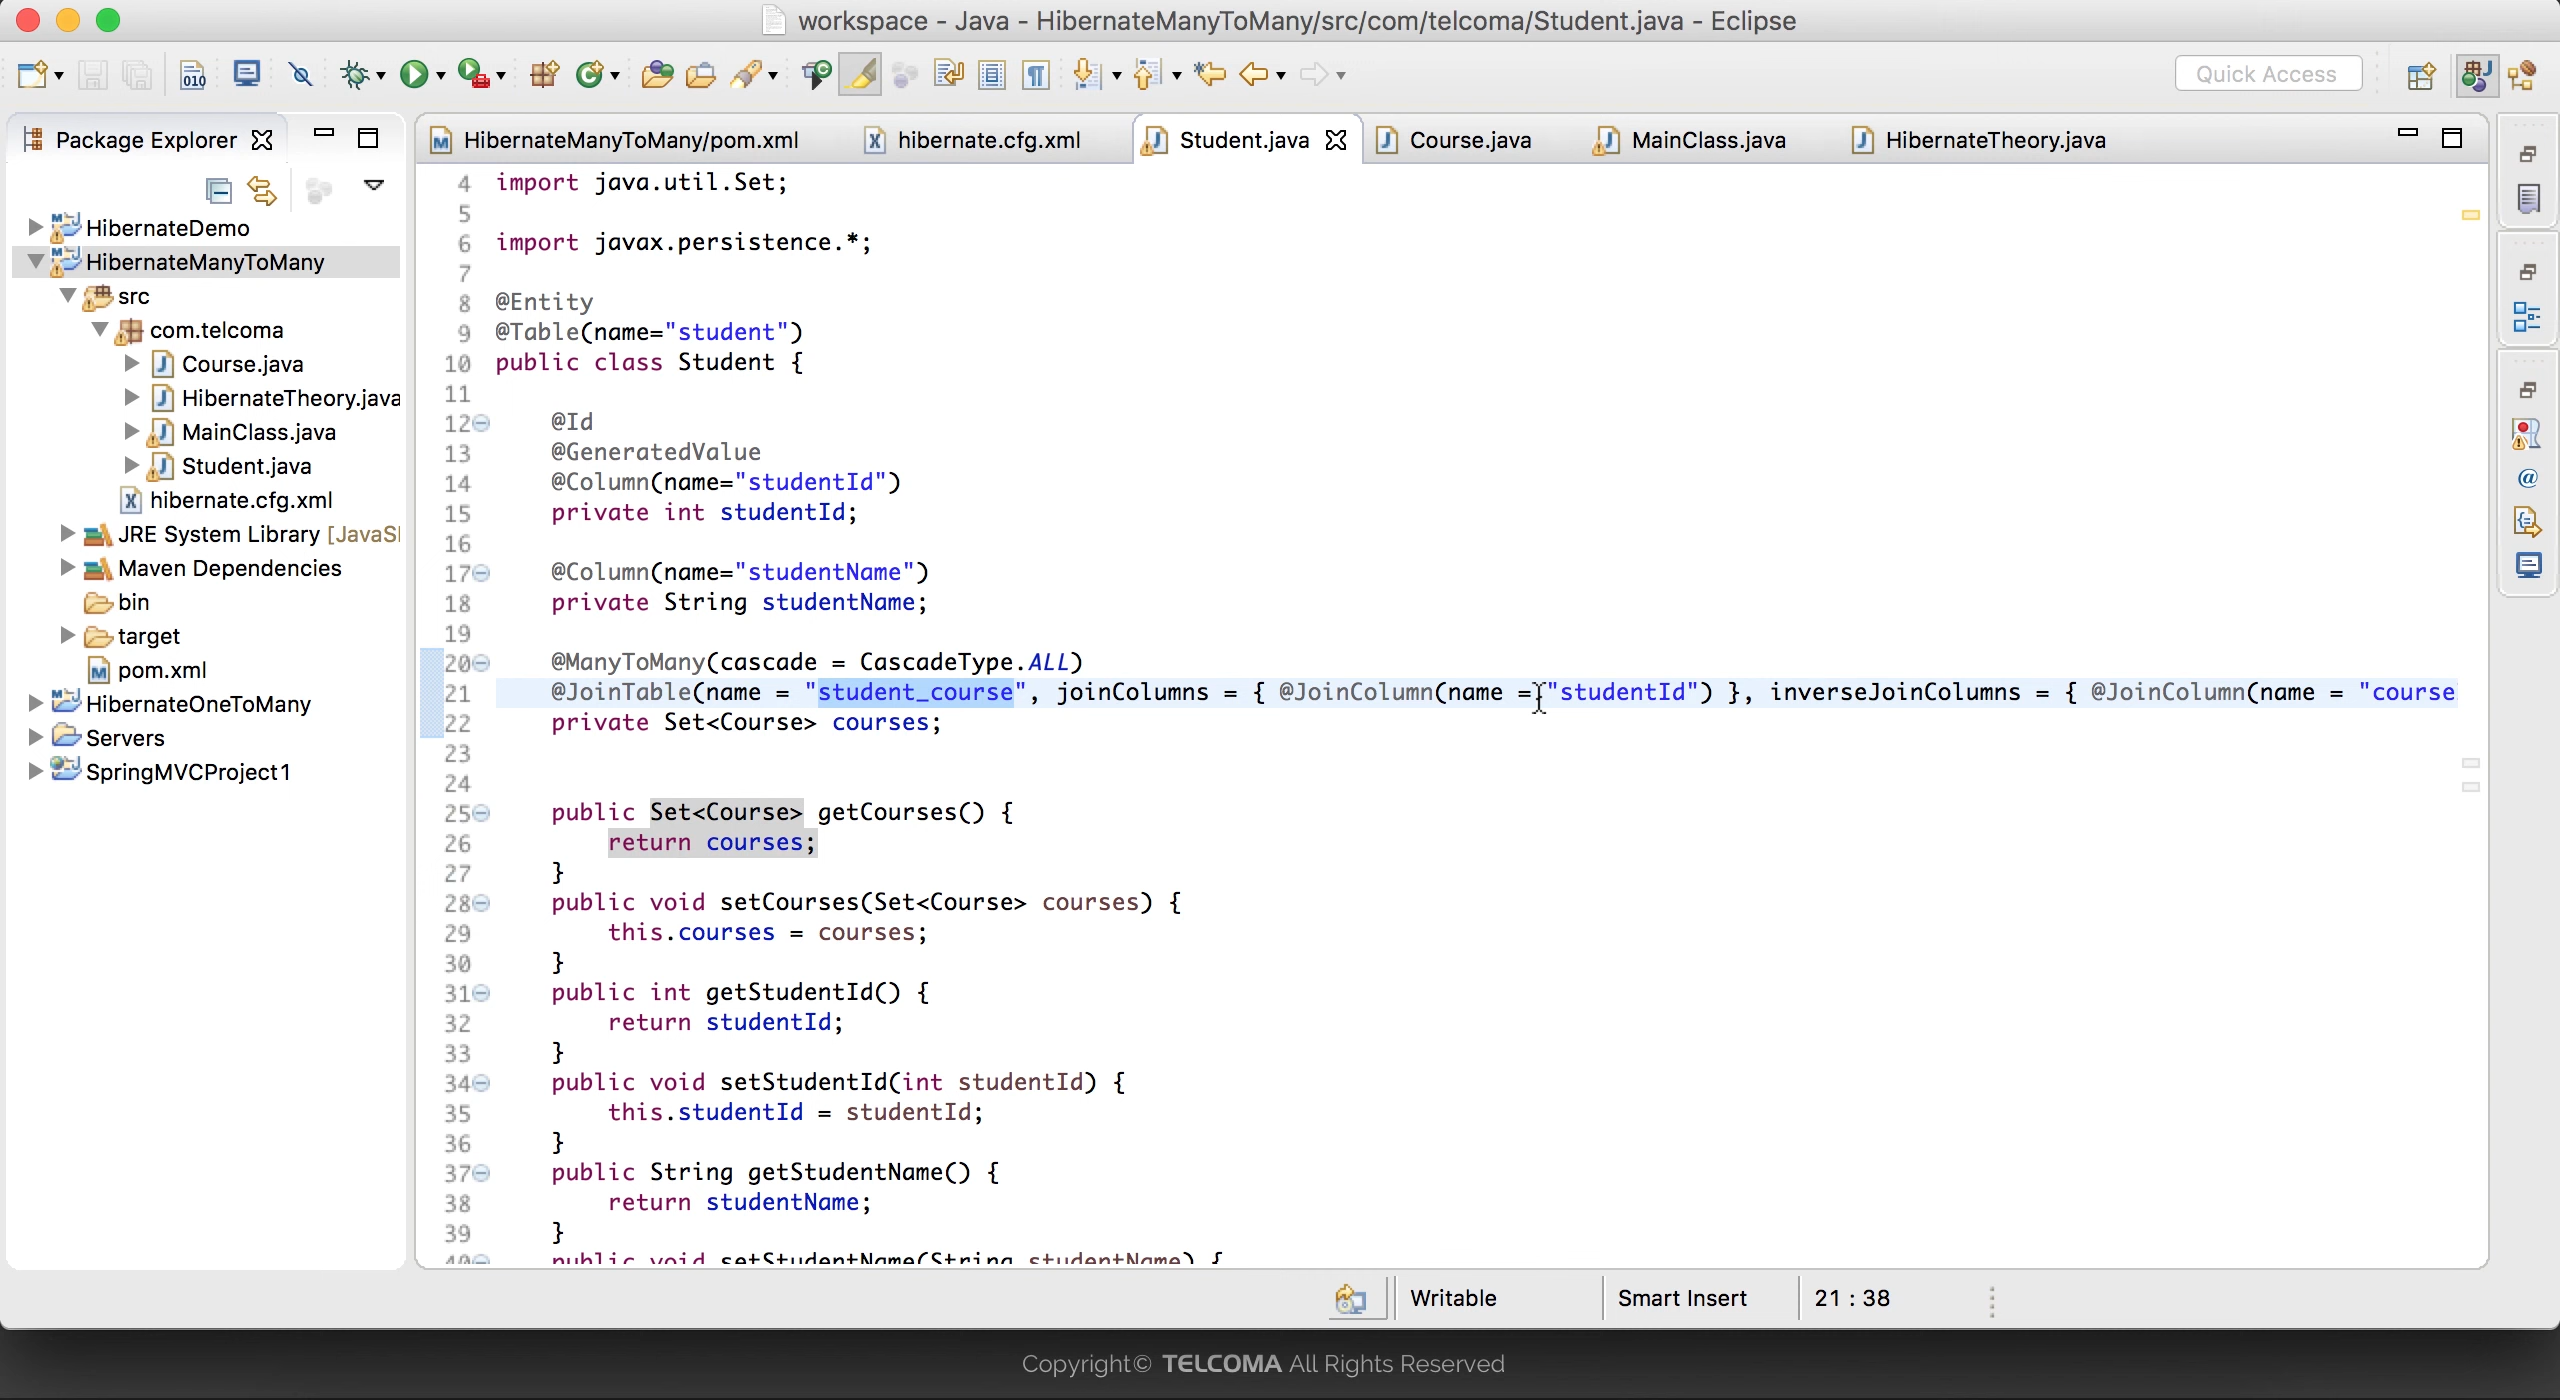 workspace - Java - HibernateManyToMany/src/com/telcoma/Student.java - Eclipse
Quick Access
Package Explorer
HibernateDemo
HibernateManyToMany
src
com.telcoma
Course.java
HibernateTheory.java
MainClass.java
Student.java
hibernate.cfg.xml
JRE System Library [JavaS
Maven Dependencies
bin
target
pom.xml
HibernateOneToMany
Servers
SpringMVCProject1
HibernateManyToMany/pom.xml hibernate.cfg.xml Student.java Course.java MainClass.java HibernateTheory.java
4 import java.util.Set;
5
6 import javax.persistence.*;
7
8 @Entity
9 @Table(name="student")
10 public class Student {
11
12 @Id
13 @GeneratedValue
14 @Column(name="studentId")
15 private int studentId;
16
17 @Column(name="studentName")
18 private String studentName;
19
20 @ManyToMany(cascade = CascadeType.ALL)
21 @JoinTable(name = "student_course", joinColumns = { @JoinColumn(name = "studentId") }, inverseJoinColumns = { @JoinColumn(name = "course
22 private Set<Course> courses;
23
24
25 public Set<Course> getCourses() {
26 return courses;
27 }
28 public void setCourses(Set<Course> courses) {
29 this.courses = courses;
30 }
31 public int getStudentId() {
32 return studentId;
33 }
34 public void setStudentId(int studentId) {
35 this.studentId = studentId;
36 }
37 public String getStudentName() {
38 return studentName;
39 }
40 public void setStudentName(String studentName) {
Writable Smart Insert 21 : 38
Copyright© TELCOMA All Rights Reserved